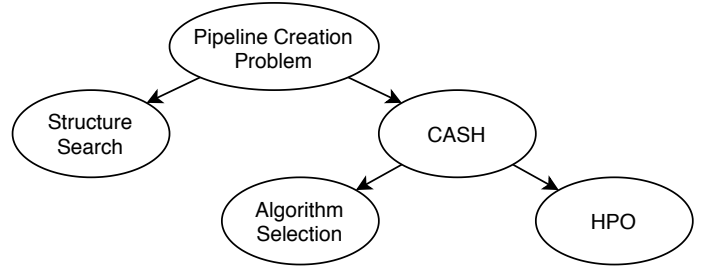 Pipeline Creation
Problem
Structure
Search
CASH
Algorithm
Selection
HPO